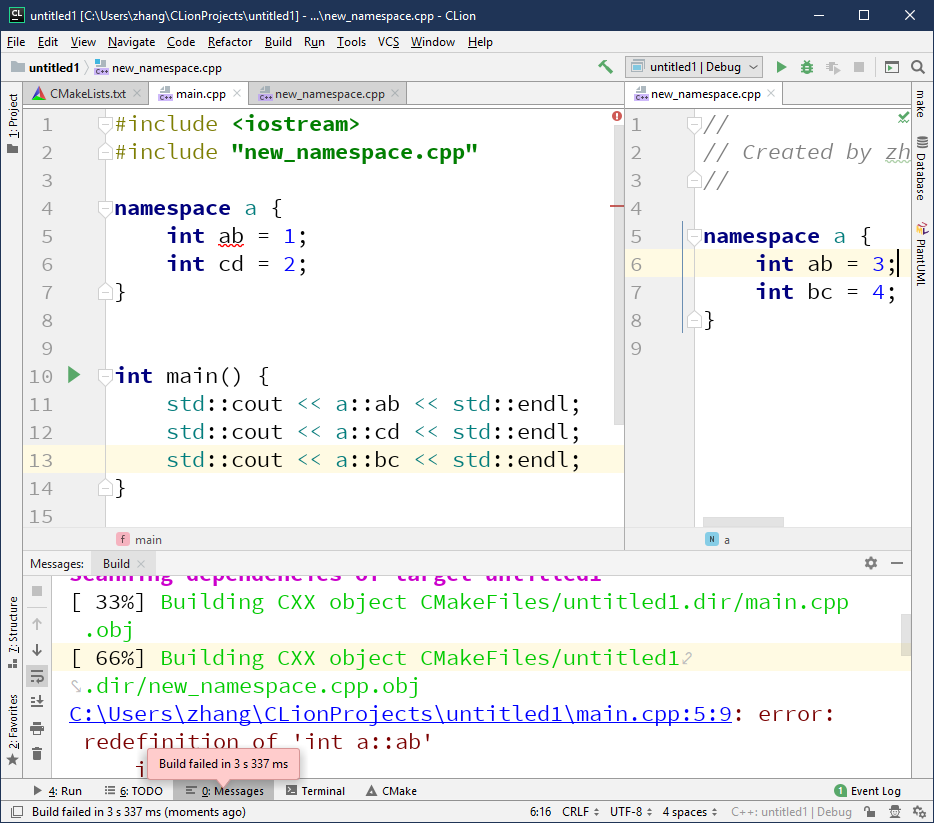 untitled1 [C:\Users\zhang\CLionProjects\untitled1] - ...\new_namespace.cpp - CLion
File Edit View Navigate Code Refactor Build Run Tools VCS Window Help
untitled1 new_namespace.cpp untitled1 | Debug
CMakeLists.txt main.cpp new_namespace.cpp new_namespace.cpp
1: Project
1 #include <iostream>
2 #include "new_namespace.cpp"
3
4 namespace a {
5 int ab = 1;
6 int cd = 2;
7 }
8
9
10 int main() {
11 std::cout << a::ab << std::endl;
12 std::cout << a::cd << std::endl;
13 std::cout << a::bc << std::endl;
14 }
15
main
1 //
2 // Created by zh
3 //
4
5 namespace a {
6 int ab = 3;
7 int bc = 4;
8 }
9
a
make
Database
PlantUML
Messages: Build
Scanning dependencies of target untitled1
[ 33%] Building CXX object CMakeFiles/untitled1.dir/main.cpp
.obj
[ 66%] Building CXX object CMakeFiles/untitled1
.dir/new_namespace.cpp.obj
C:\Users\zhang\CLionProjects\untitled1\main.cpp:5:9: error:
redefinition of 'int a::ab'
Build failed in 3 s 337 ms
Z: Structure
2: Favorites
4: Run 6: TODO 0: Messages Terminal CMake 1 Event Log
Build failed in 3 s 337 ms (moments ago) 6:16 CRLF UTF-8 4 spaces C++: untitled1 | Debug